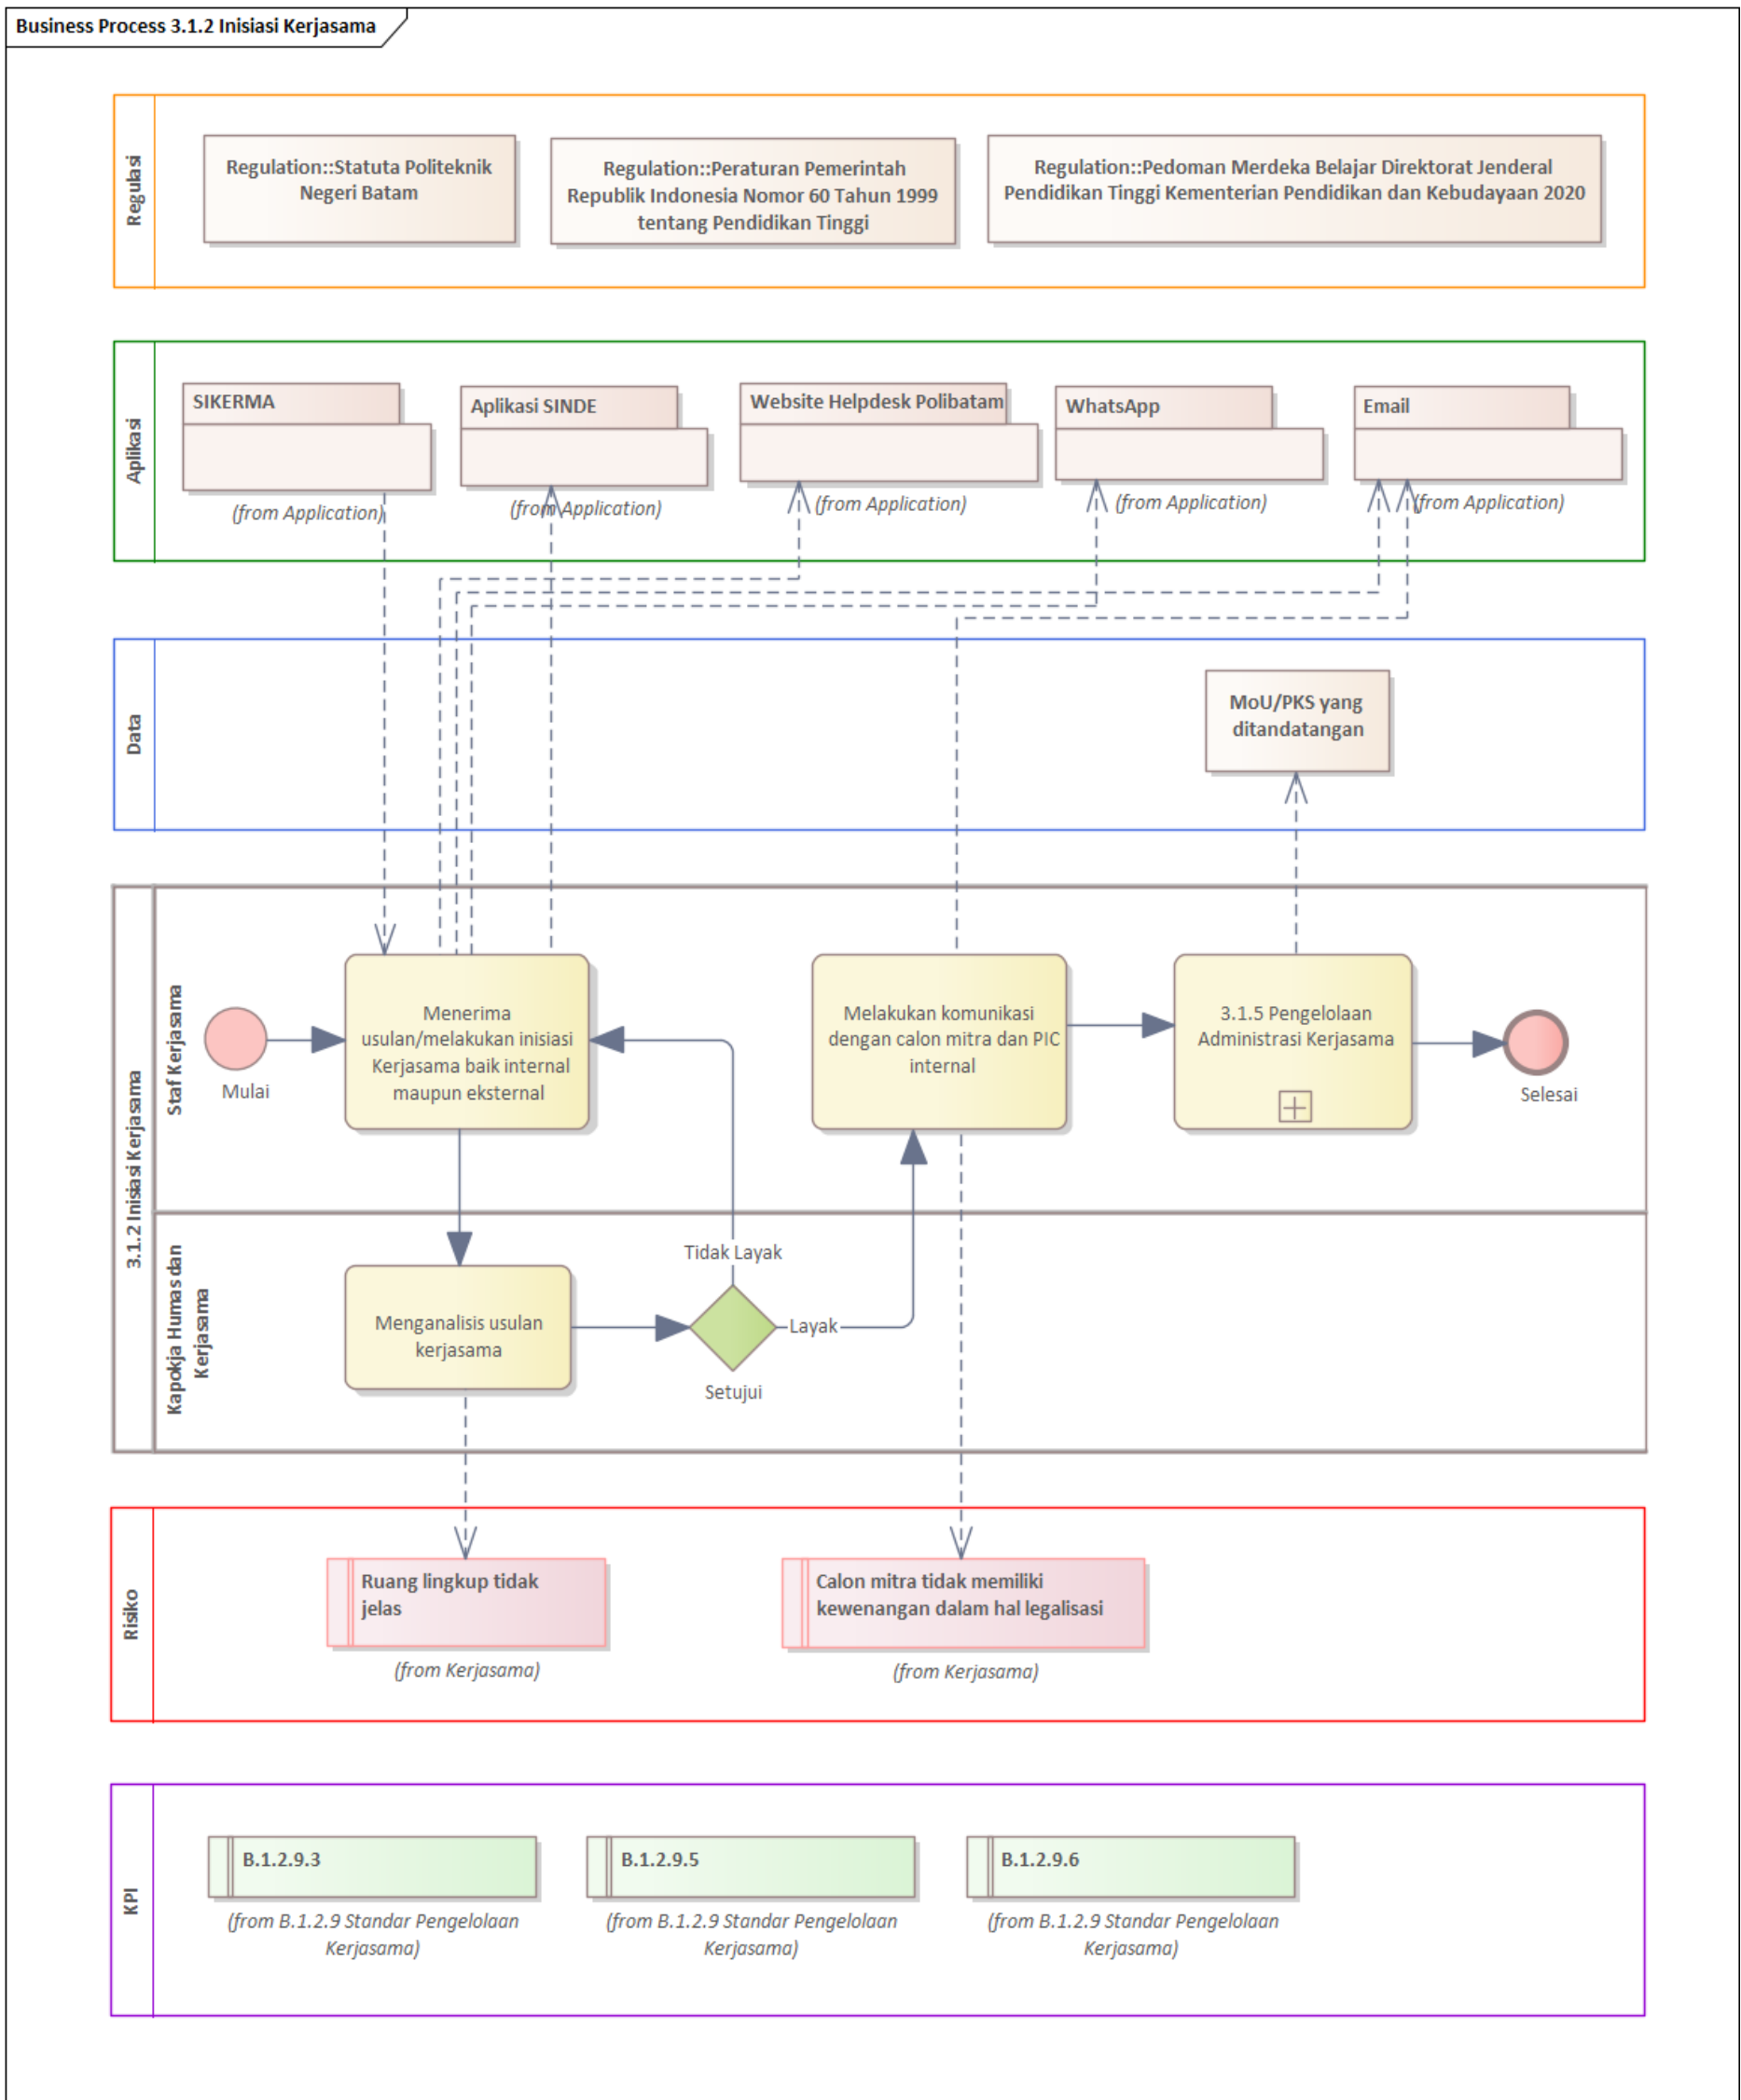 Business Process 3.1.2 Inisiasi Kerjasama
Regulasi
Regulation::Statuta Politeknik
Negeri Batam
Regulation::Peraturan Pemerintah
Republik Indonesia Nomor 60 Tahun 1999
tentang Pendidikan Tinggi
Regulation::Pedoman Merdeka Belajar Direktorat Jenderal
Pendidikan Tinggi Kementerian Pendidikan dan Kebudayaan 2020
Aplikasi
SIKERMA
(from Application)
Aplikasi SINDE
(from Application)
Website Helpdesk Polibatam
(from Application)
WhatsApp
(from Application)
Email
(from Application)
Data
MoU/PKS yang
ditandatangan
3.1.2 Inisiasi Kerjasama
Staf Kerjasama
Mulai
Menerima
usulan/melakukan inisiasi
Kerjasama baik internal
maupun eksternal
Melakukan komunikasi
dengan calon mitra dan PIC
internal
3.1.5 Pengelolaan
Administrasi Kerjasama
Selesai
Kapokja Humas dan
Kerjasama
Menganalisis usulan
kerjasama
Tidak Layak
Layak
Setujui
Risiko
Ruang lingkup tidak
jelas
(from Kerjasama)
Calon mitra tidak memiliki
kewenangan dalam hal legalisasi
(from Kerjasama)
KPI
B.1.2.9.3
(from B.1.2.9 Standar Pengelolaan
Kerjasama)
B.1.2.9.5
(from B.1.2.9 Standar Pengelolaan
Kerjasama)
B.1.2.9.6
(from B.1.2.9 Standar Pengelolaan
Kerjasama)